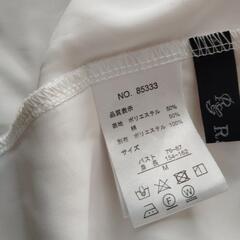 NO. 85333
品質表示
身地 ポリエステル 50%
綿 50%
別布 ポリエステル 100%
サイズ
バスト 79-87
身長 154-162
M
R